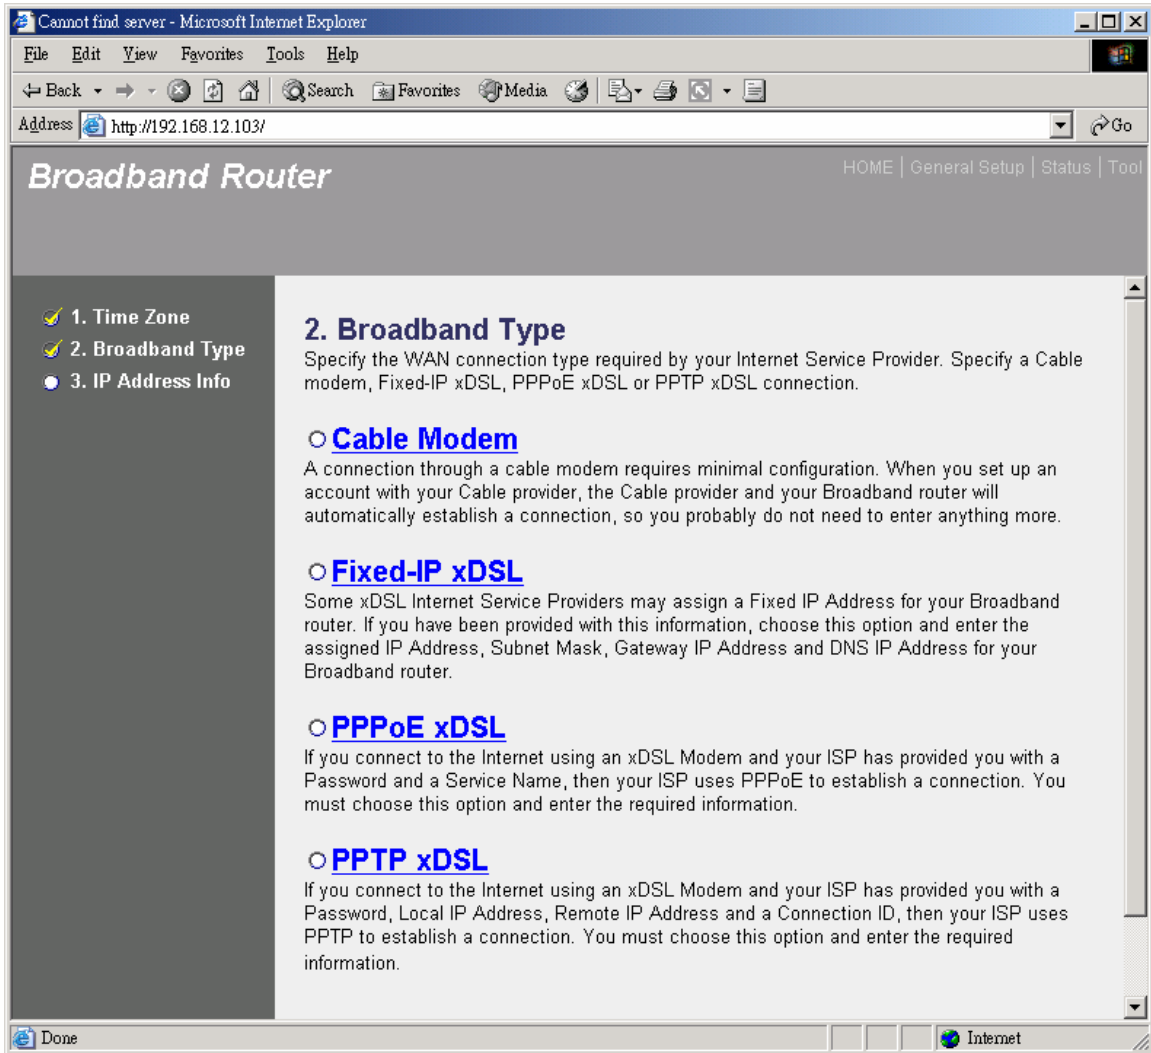 Cannot find server - Microsoft Internet Explorer
File Edit View Favorites Tools Help
Back Search Favorites Media
Address http://192.168.12.103/ Go
Broadband Router
HOME | General Setup | Status | Tool
1. Time Zone
2. Broadband Type
3. IP Address Info
2. Broadband Type
Specify the WAN connection type required by your Internet Service Provider. Specify a Cable
modem, Fixed-IP xDSL, PPPoE xDSL or PPTP xDSL connection.
Cable Modem
A connection through a cable modem requires minimal configuration. When you set up an
account with your Cable provider, the Cable provider and your Broadband router will
automatically establish a connection, so you probably do not need to enter anything more.
Fixed-IP xDSL
Some xDSL Internet Service Providers may assign a Fixed IP Address for your Broadband
router. If you have been provided with this information, choose this option and enter the
assigned IP Address, Subnet Mask, Gateway IP Address and DNS IP Address for your
Broadband router.
PPPoE xDSL
If you connect to the Internet using an xDSL Modem and your ISP has provided you with a
Password and a Service Name, then your ISP uses PPPoE to establish a connection. You
must choose this option and enter the required information.
PPTP xDSL
If you connect to the Internet using an xDSL Modem and your ISP has provided you with a
Password, Local IP Address, Remote IP Address and a Connection ID, then your ISP uses
PPTP to establish a connection. You must choose this option and enter the required
information.
Done
Internet